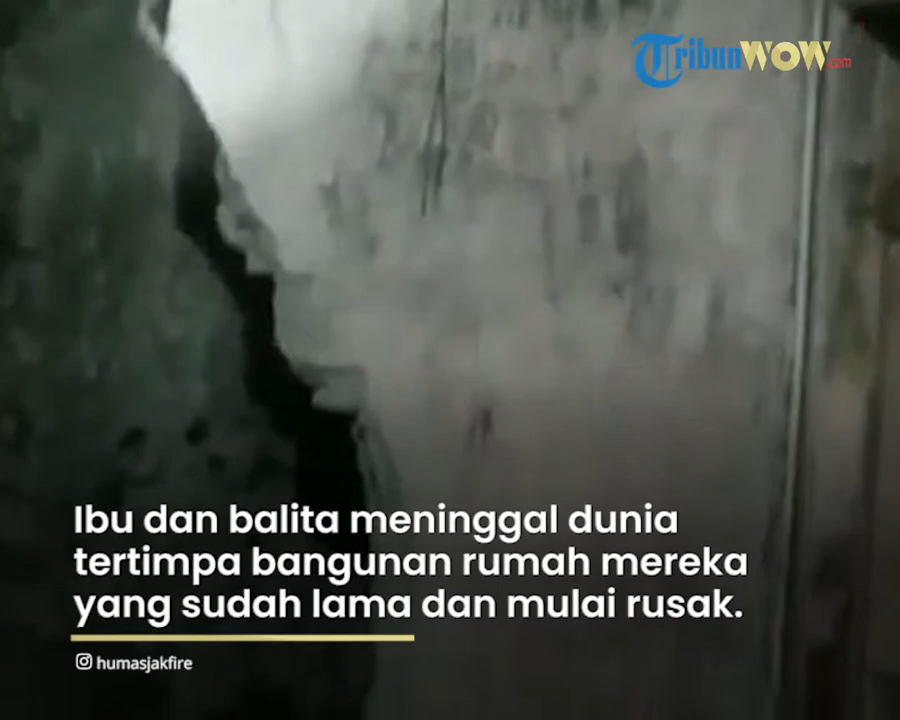 TribunWOW.com
Ibu dan balita meninggal dunia
tertimpa bangunan rumah mereka
yang sudah lama dan mulai rusak.
humasjakfire